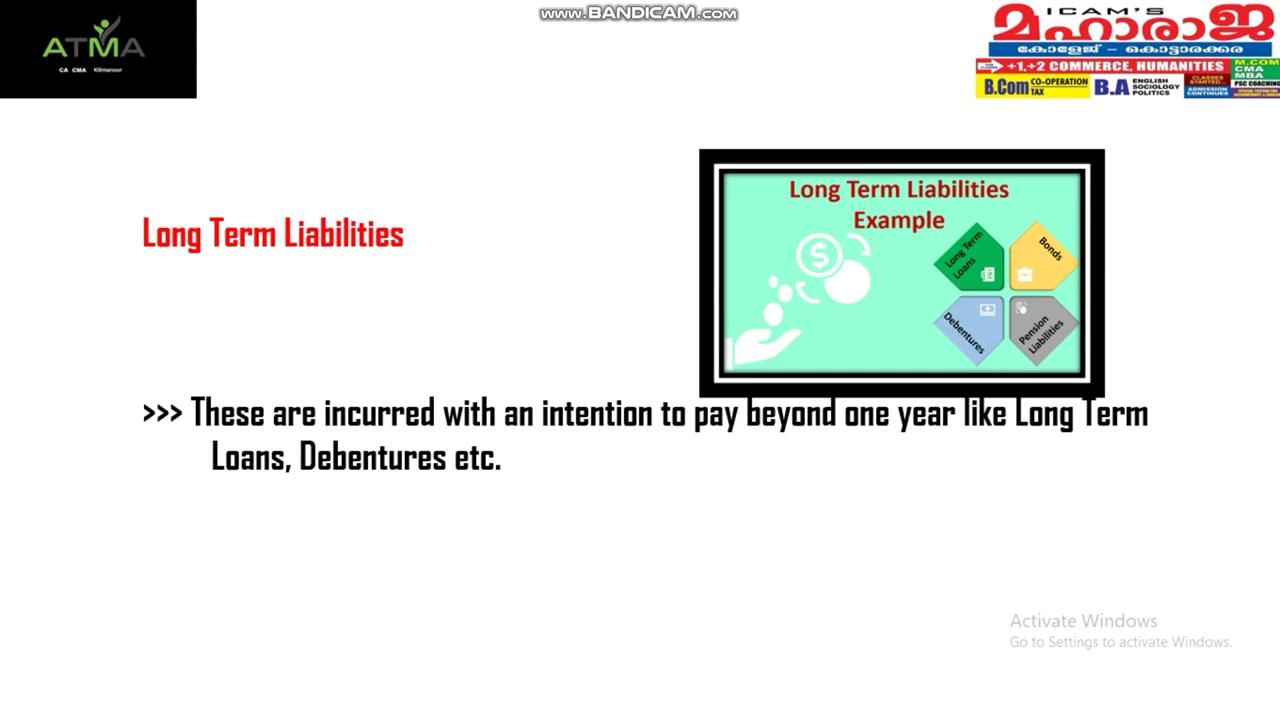 www.BANDICAM.com
ATMA
CA CMA Kilimanoor
ICAM'S
മഹാരാജ
കോളേജ് - കൊട്ടാരക്കര
+1,+2 COMMERCE, HUMANITIES
M.COM
CMA
MBA
PSC COACHING
B.Com CO-OPERATION
TAX
B.A ENGLISH
SOCIOLOGY
POLITICS
CLASSES
STARTED...
ADMISSION
CONTINUES
Long Term Liabilities
Example
Long Term
Loans
Bonds
Debentures
Pension
Liabilities
Long Term Liabilities
>>> These are incurred with an intention to pay beyond one year like Long Term
Loans, Debentures etc.
Activate Windows
Go to Settings to activate Windows.